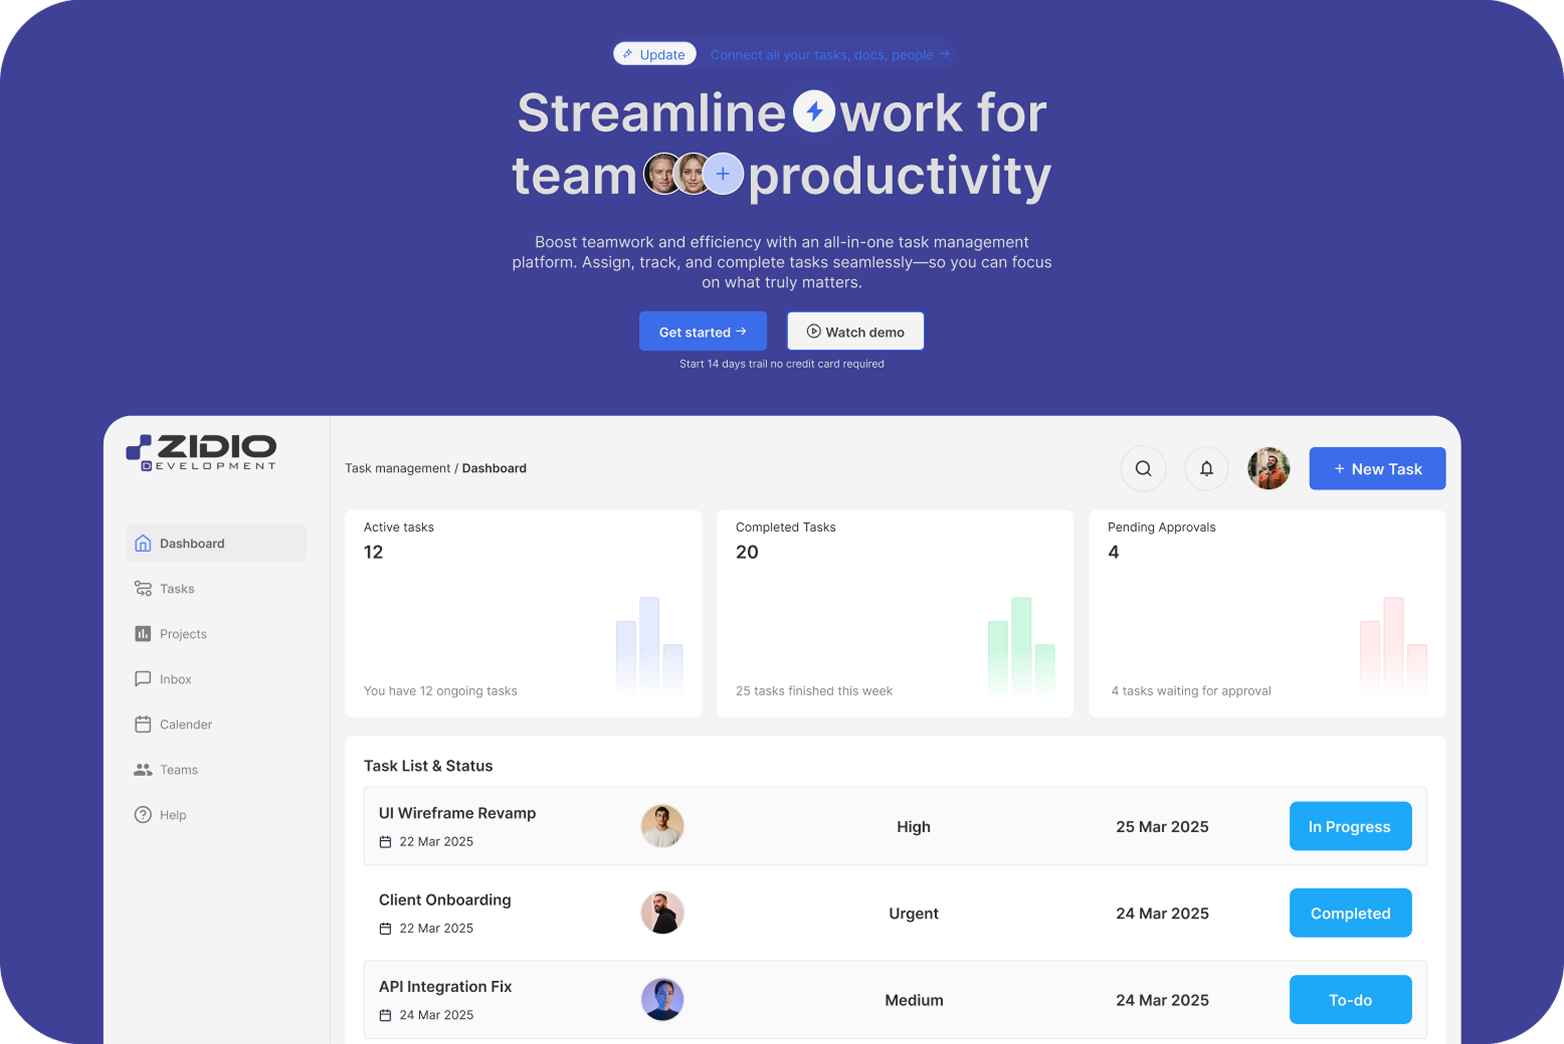 Update Connect all your tasks, docs, people →
Streamline work for
team + productivity
Boost teamwork and efficiency with an all-in-one task management
platform. Assign, track, and complete tasks seamlessly—so you can focus
on what truly matters.
Get started →
Watch demo
Start 14 days trail no credit card required
ZIDIO
DEVELOPMENT
Dashboard
Tasks
Projects
Inbox
Calender
Teams
Help
Task management / Dashboard
+ New Task
Active tasks
12
You have 12 ongoing tasks
Completed Tasks
20
25 tasks finished this week
Pending Approvals
4
4 tasks waiting for approval
Task List & Status
UI Wireframe Revamp
22 Mar 2025
High
25 Mar 2025
In Progress
Client Onboarding
22 Mar 2025
Urgent
24 Mar 2025
Completed
API Integration Fix
24 Mar 2025
Medium
24 Mar 2025
To-do